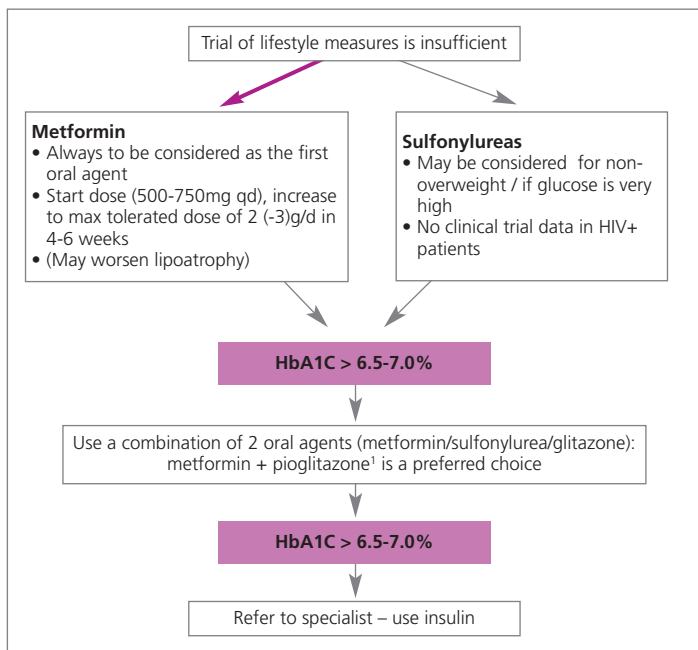 Trial of lifestyle measures is insufficient
Metformin
• Always to be considered as the first
oral agent
• Start dose (500-750mg qd), increase
to max tolerated dose of 2 (-3)g/d in
4-6 weeks
• (May worsen lipoatrophy)
Sulfonylureas
• May be considered  for non-
overweight / if glucose is very
high
• No clinical trial data in HIV+
patients
HbA1C > 6.5-7.0%
Use a combination of 2 oral agents (metformin/sulfonylurea/glitazone):
metformin + pioglitazone¹ is a preferred choice
HbA1C > 6.5-7.0%
Refer to specialist – use insulin